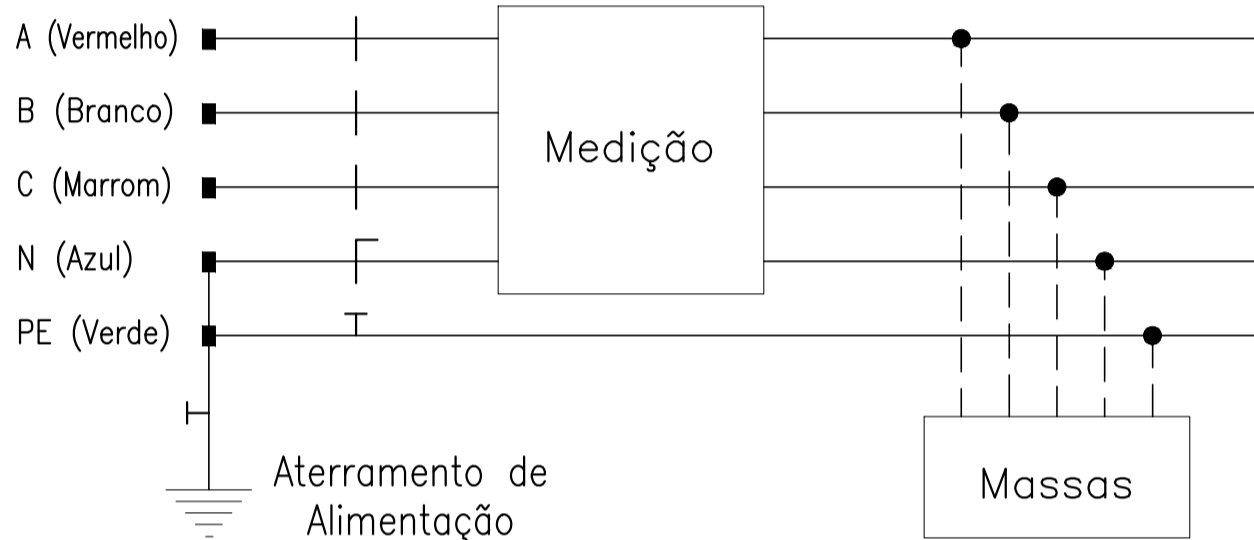 A (Vermelho)
B (Branco)
C (Marrom)
N (Azul)
PE (Verde)
Medição
Aterramento de
Alimentação
Massas